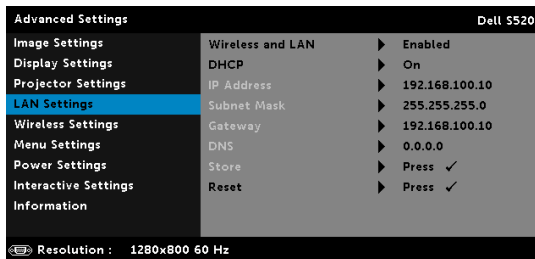 Advanced Settings Dell S520
Image Settings
Display Settings
Projector Settings
LAN Settings
Wireless Settings
Menu Settings
Power Settings
Interactive Settings
Information
Wireless and LAN Enabled
DHCP On
IP Address 192.168.100.10
Subnet Mask 255.255.255.0
Gateway 192.168.100.10
DNS 0.0.0.0
Store Press ✓
Reset Press ✓
Resolution : 1280x800 60 Hz